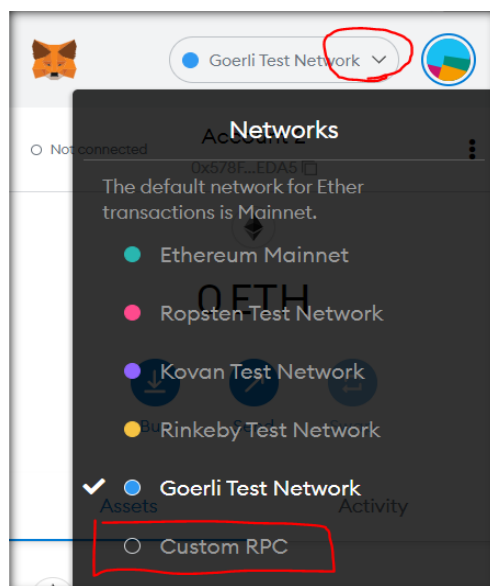 Goerli Test Network
Networks
Not connected
Account 2
0x578F...EDA5
The default network for Ether
transactions is Mainnet.
Ethereum Mainnet
0 ETH
Ropsten Test Network
Kovan Test Network
Rinkeby Test Network
Goerli Test Network
Assets
Activity
Custom RPC